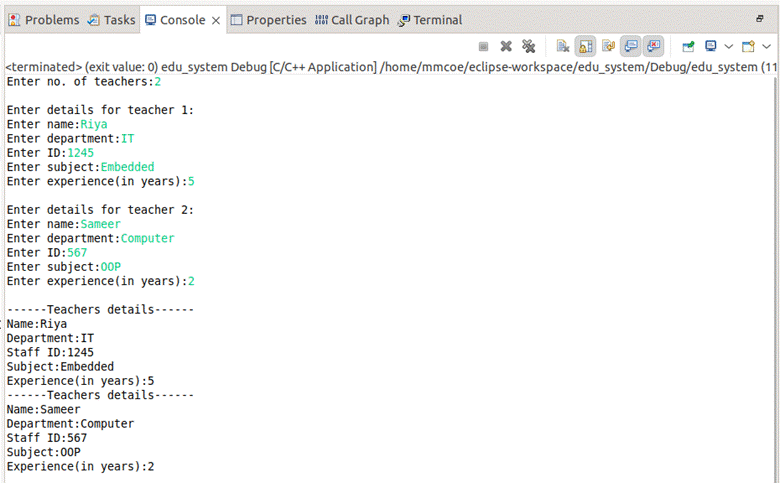 Problems Tasks Console Properties Call Graph Terminal
<terminated> (exit value: 0) edu_system Debug [C/C++ Application] /home/mmcoe/eclipse-workspace/edu_system/Debug/edu_system (11
Enter no. of teachers:2
Enter details for teacher 1:
Enter name:Riya
Enter department:IT
Enter ID:1245
Enter subject:Embedded
Enter experience(in years):5
Enter details for teacher 2:
Enter name:Sameer
Enter department:Computer
Enter ID:567
Enter subject:OOP
Enter experience(in years):2
------Teachers details------
Name:Riya
Department:IT
Staff ID:1245
Subject:Embedded
Experience(in years):5
------Teachers details------
Name:Sameer
Department:Computer
Staff ID:567
Subject:OOP
Experience(in years):2